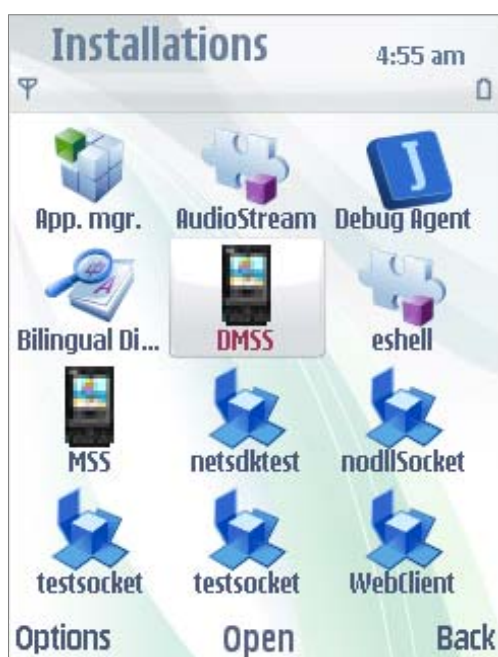 Installations
4:55 am
App. mgr.
AudioStream
Debug Agent
Bilingual Di...
DMSS
eshell
MSS
netsdktest
nodllSocket
testsocket
testsocket
WebClient
Options
Open
Back